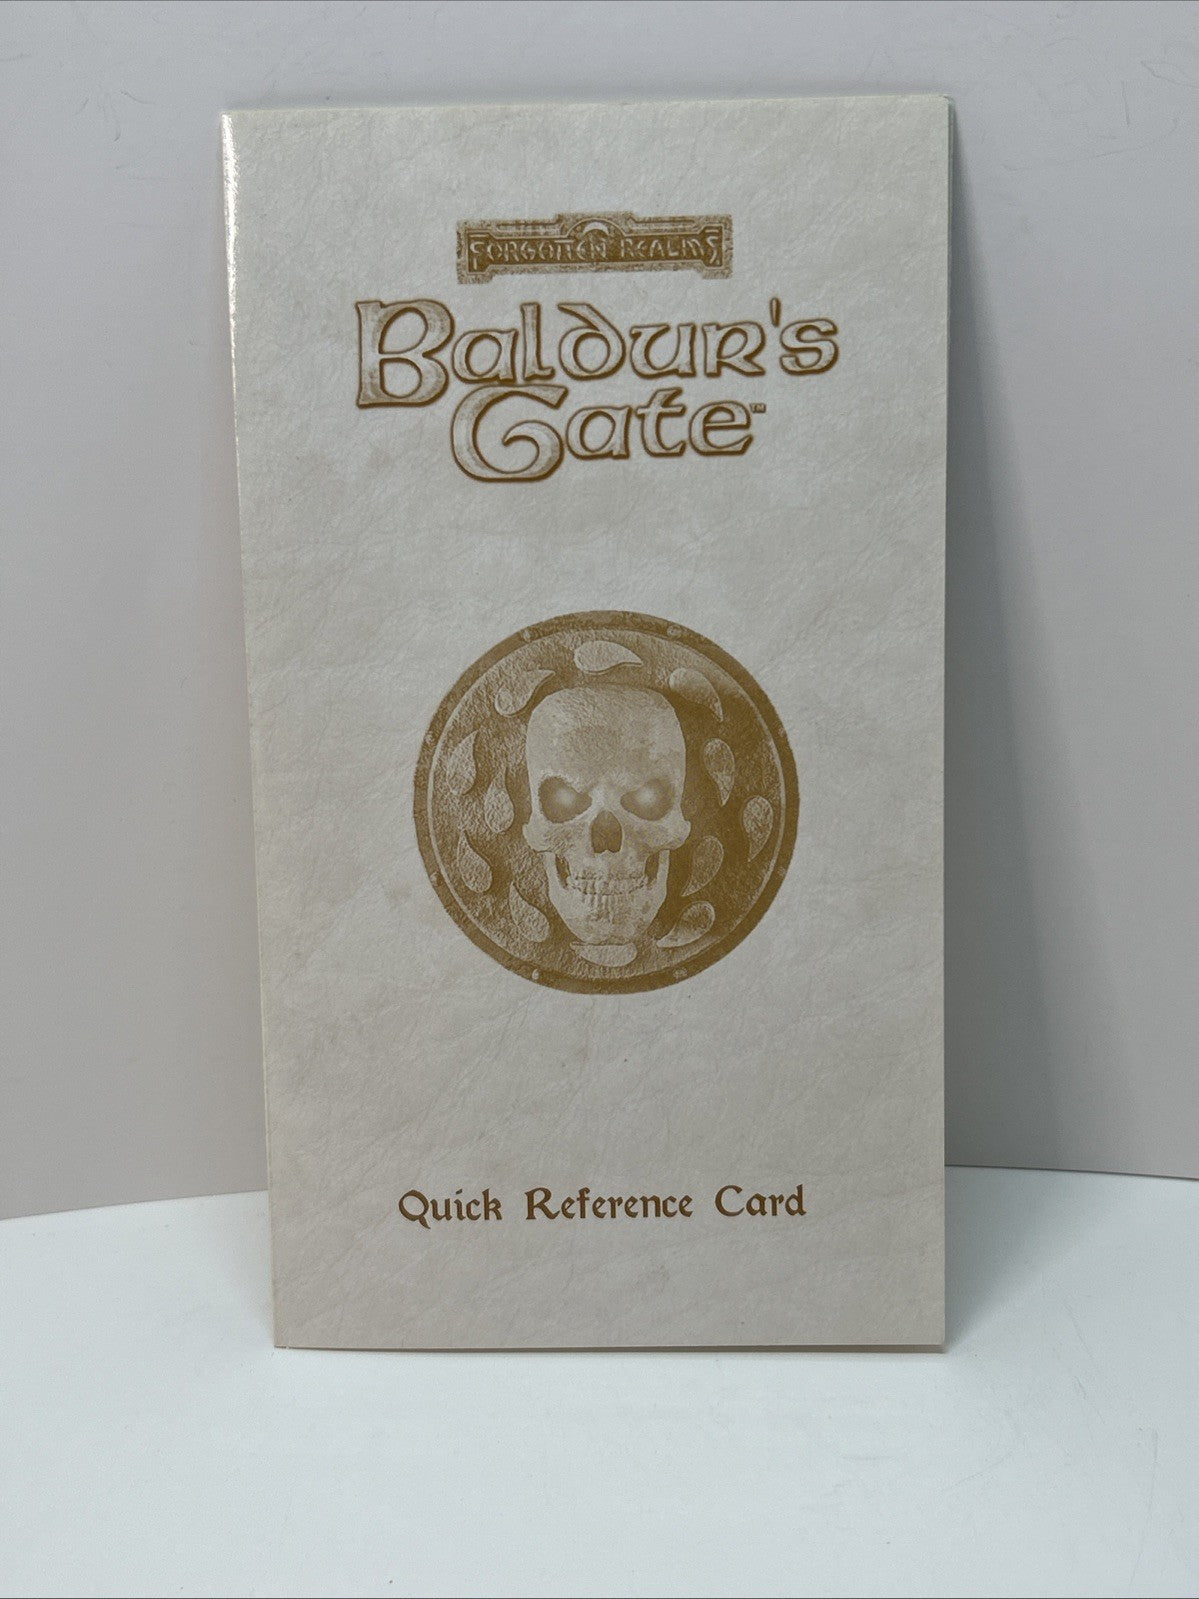 FORGOTTEN REALMS
Baldur's
Gate™
Quick Reference Card